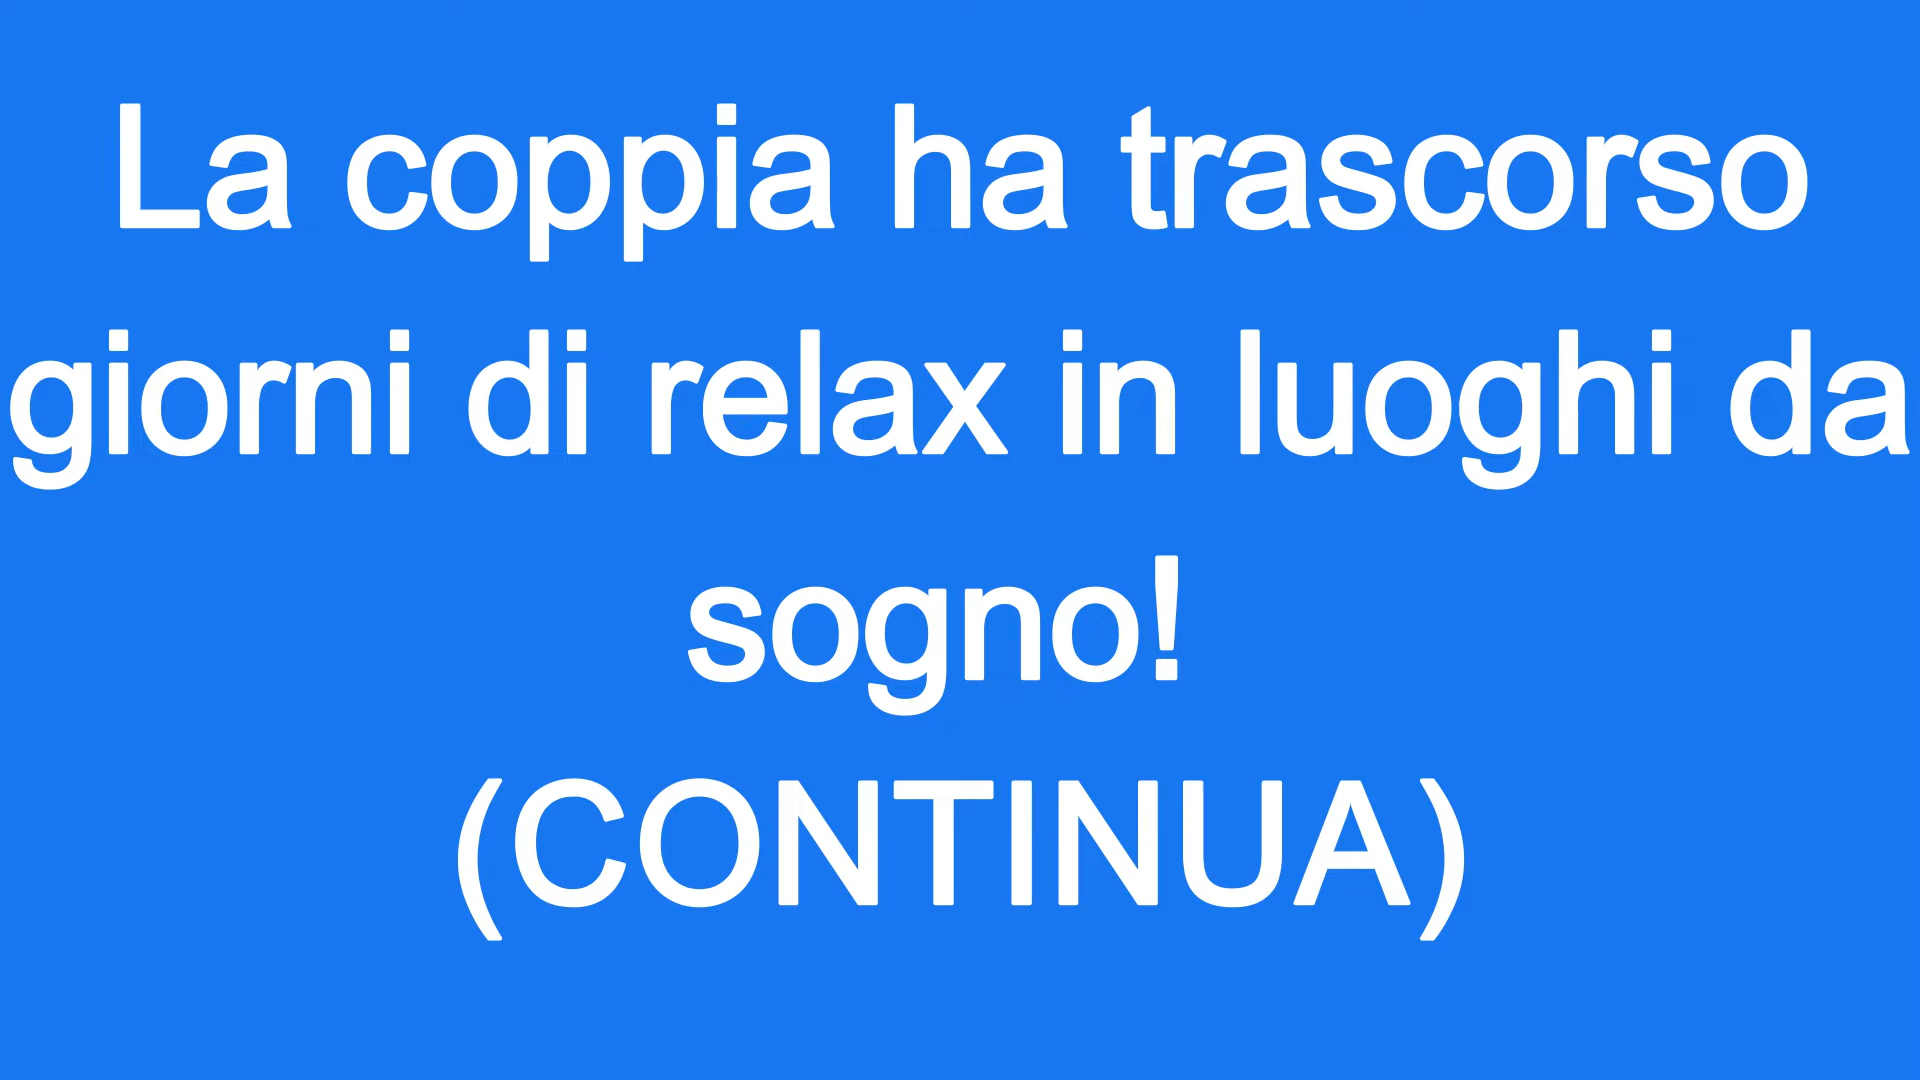 La coppia ha trascorso
giorni di relax in luoghi da
sogno!
(CONTINUA)